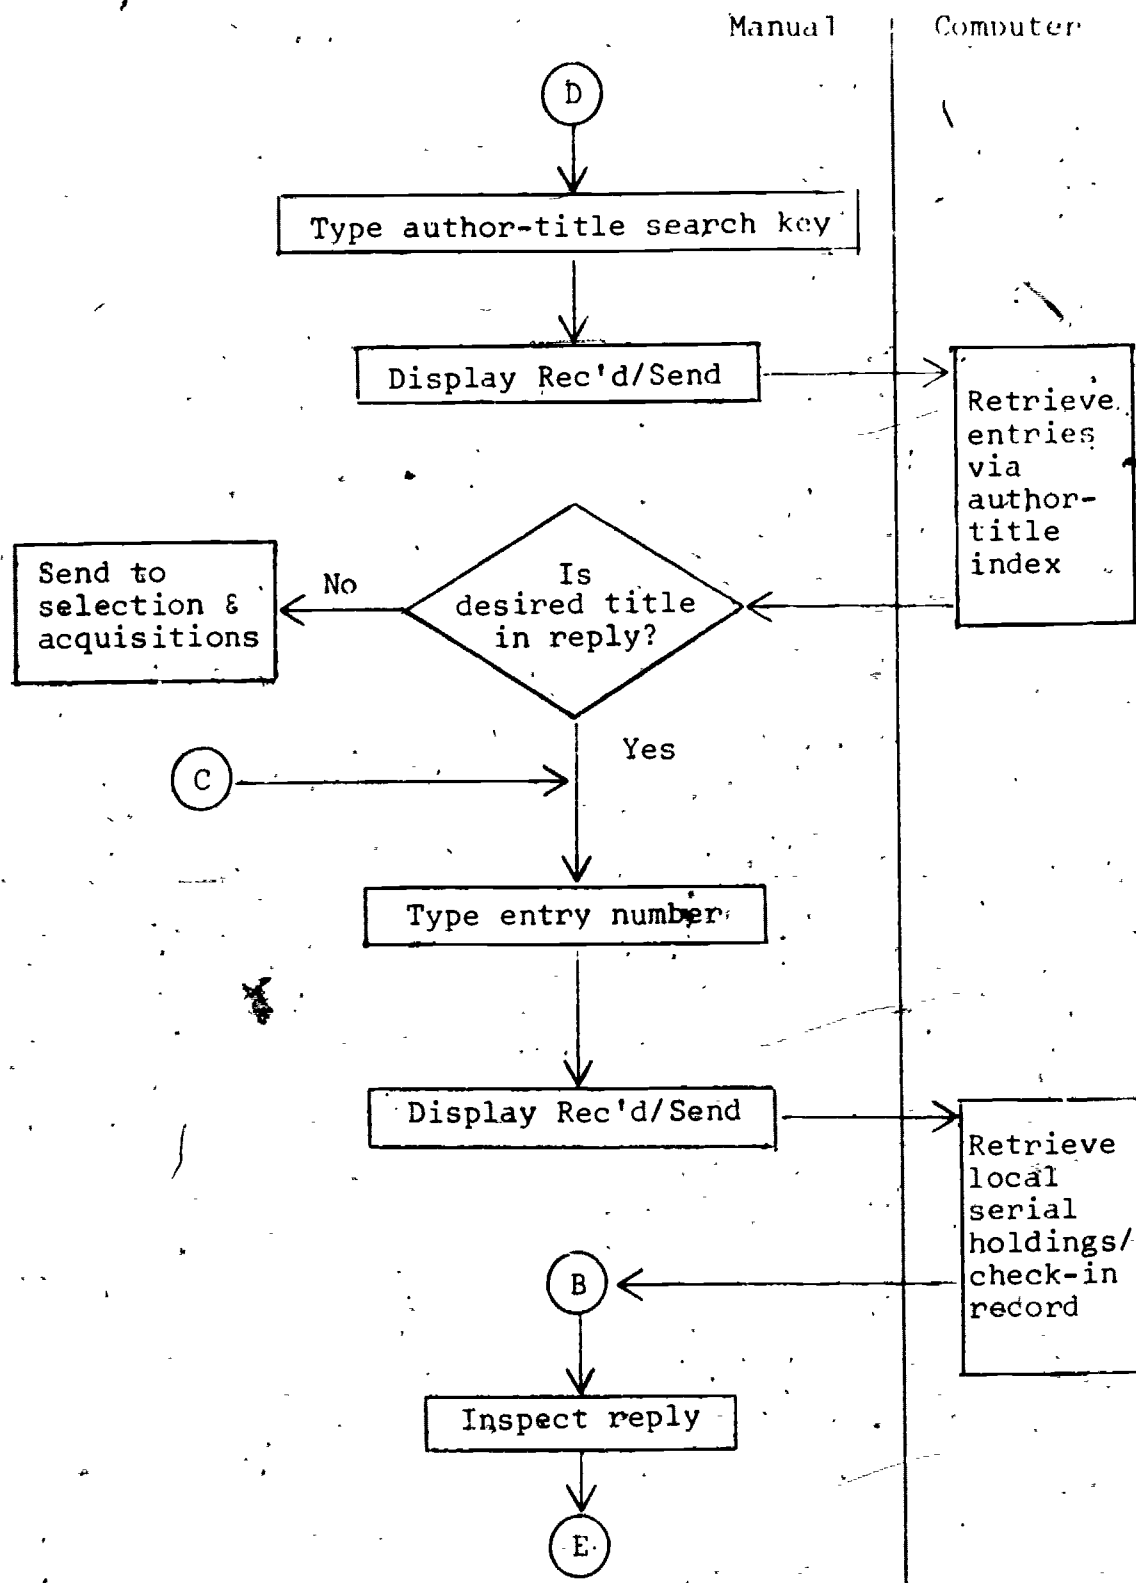 Manual Computer
D
Type author-title search key
Display Rec'd/Send
Retrieve
entries
via
author-
title
index
Is
desired title
in reply?
No
Send to
selection &
acquisitions
Yes
C
Type entry number
Display Rec'd/Send
Retrieve
local
serial
holdings/
check-in
record
B
Inspect reply
E